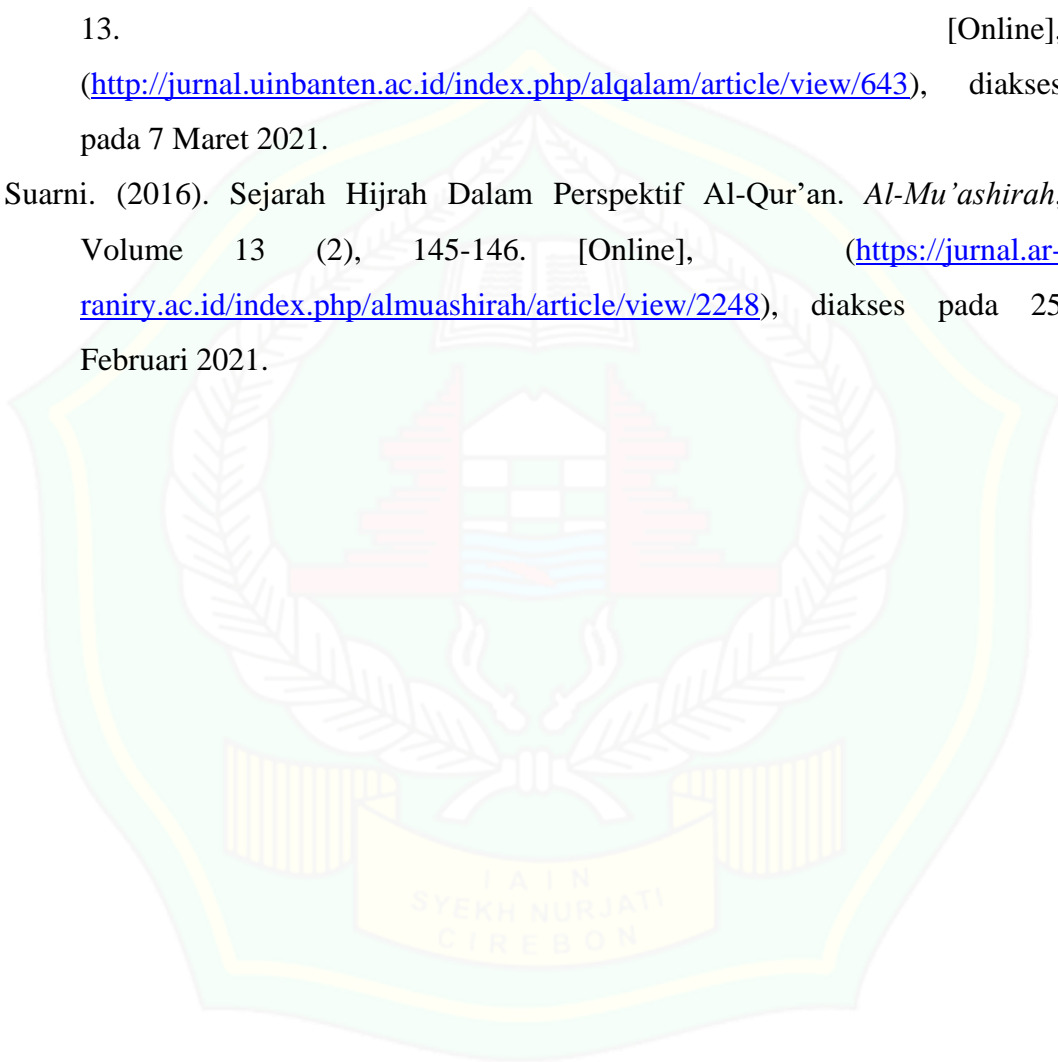 13. [Online],
(http://jurnal.uinbanten.ac.id/index.php/alqalam/article/view/643), diakses
pada 7 Maret 2021.
Suarni. (2016). Sejarah Hijrah Dalam Perspektif Al-Qur’an. Al-Mu’ashirah,
Volume 13 (2), 145-146. [Online], (https://jurnal.ar-
raniry.ac.id/index.php/almuashirah/article/view/2248), diakses pada 25
Februari 2021.
IAIN
SYEKH NURJATI
CIREBON